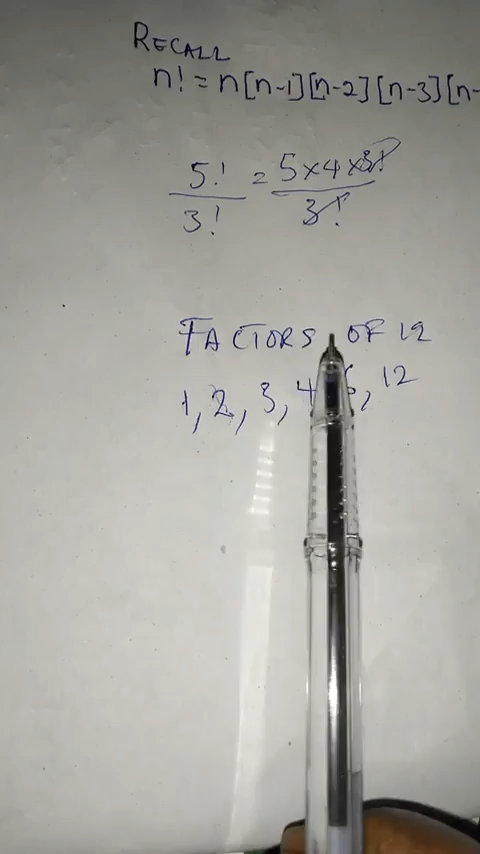 RECALL
n! = n[n-1][n-2][n-3][n-
5! / 3! = 5×4×3! / 3!
FACTORS OF 12
1, 2, 3, 4, 6, 12